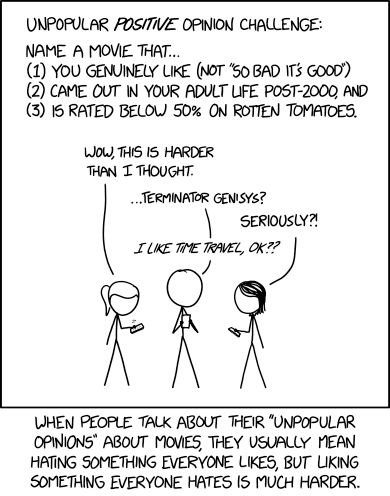 UNPOPULAR POSITIVE OPINION CHALLENGE:
NAME A MOVIE THAT...
(1) YOU GENUINELY LIKE (NOT "SO BAD IT'S GOOD")
(2) CAME OUT IN YOUR ADULT LIFE POST-2000, AND
(3) IS RATED BELOW 50% ON ROTTEN TOMATOES.
WOW, THIS IS HARDER
THAN I THOUGHT.
...TERMINATOR GENISYS?
SERIOUSLY?!
I LIKE TIME TRAVEL, OK??
WHEN PEOPLE TALK ABOUT THEIR "UNPOPULAR
OPINIONS" ABOUT MOVIES, THEY USUALLY MEAN
HATING SOMETHING EVERYONE LIKES, BUT LIKING
SOMETHING EVERYONE HATES IS MUCH HARDER.